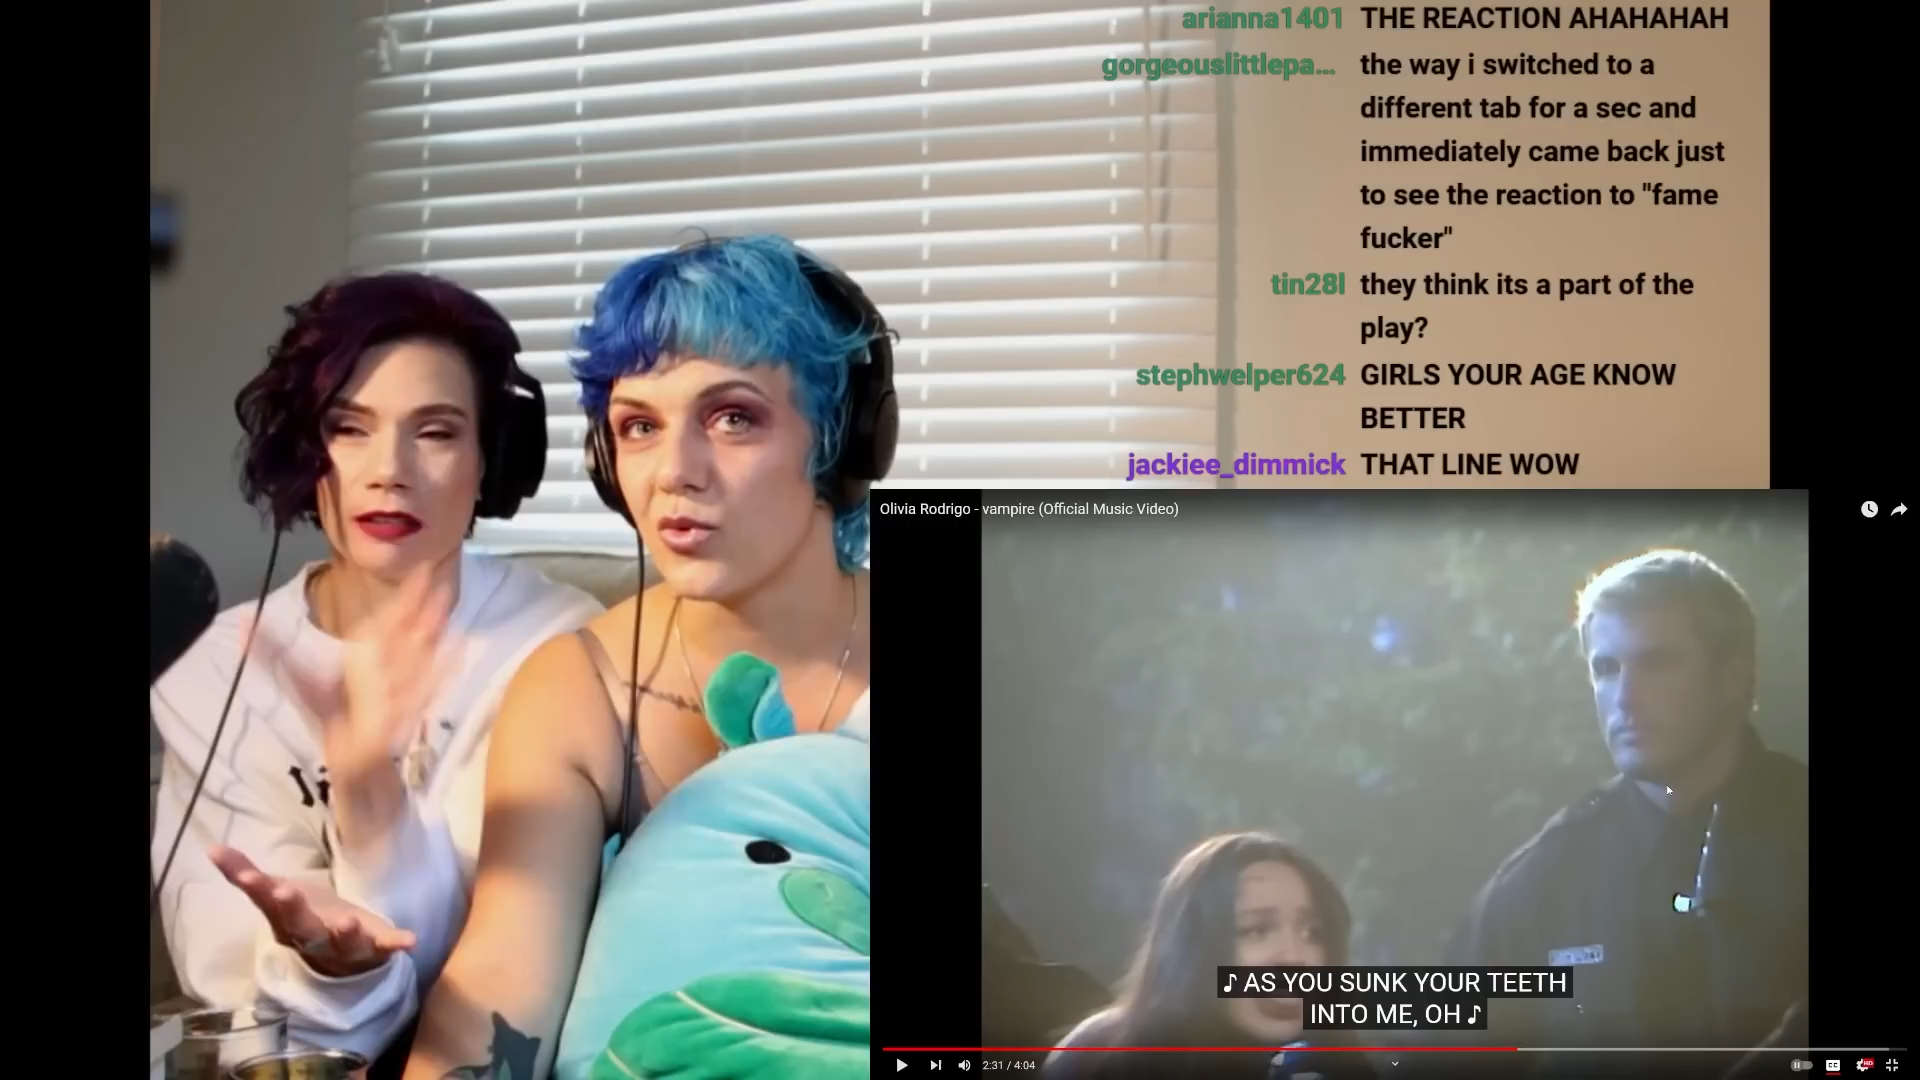 arianna1401 THE REACTION AHAHAHAH
gorgeouslittlepa... the way i switched to a
different tab for a sec and
immediately came back just
to see the reaction to "fame
fucker"
tin28l they think its a part of the
play?
stephwelper624 GIRLS YOUR AGE KNOW
BETTER
jackiee_dimmick THAT LINE WOW
Olivia Rodrigo - vampire (Official Music Video)
♪ AS YOU SUNK YOUR TEETH
INTO ME, OH ♪
2:31 / 4:04
CC
HD